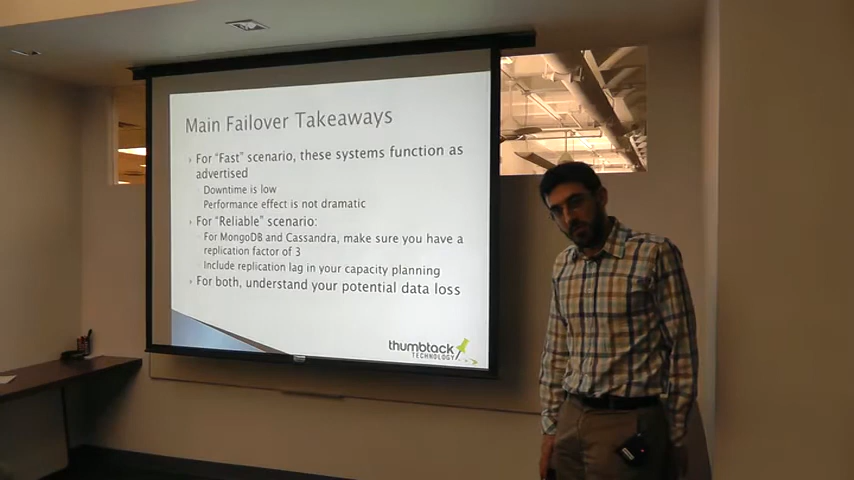 Main Failover Takeaways
For “Fast” scenario, these systems function as
advertised
Downtime is low
Performance effect is not dramatic
For “Reliable” scenario:
For MongoDB and Cassandra, make sure you have a
replication factor of 3
Include replication lag in your capacity planning
For both, understand your potential data loss
thumbtack
TECHNOLOGY